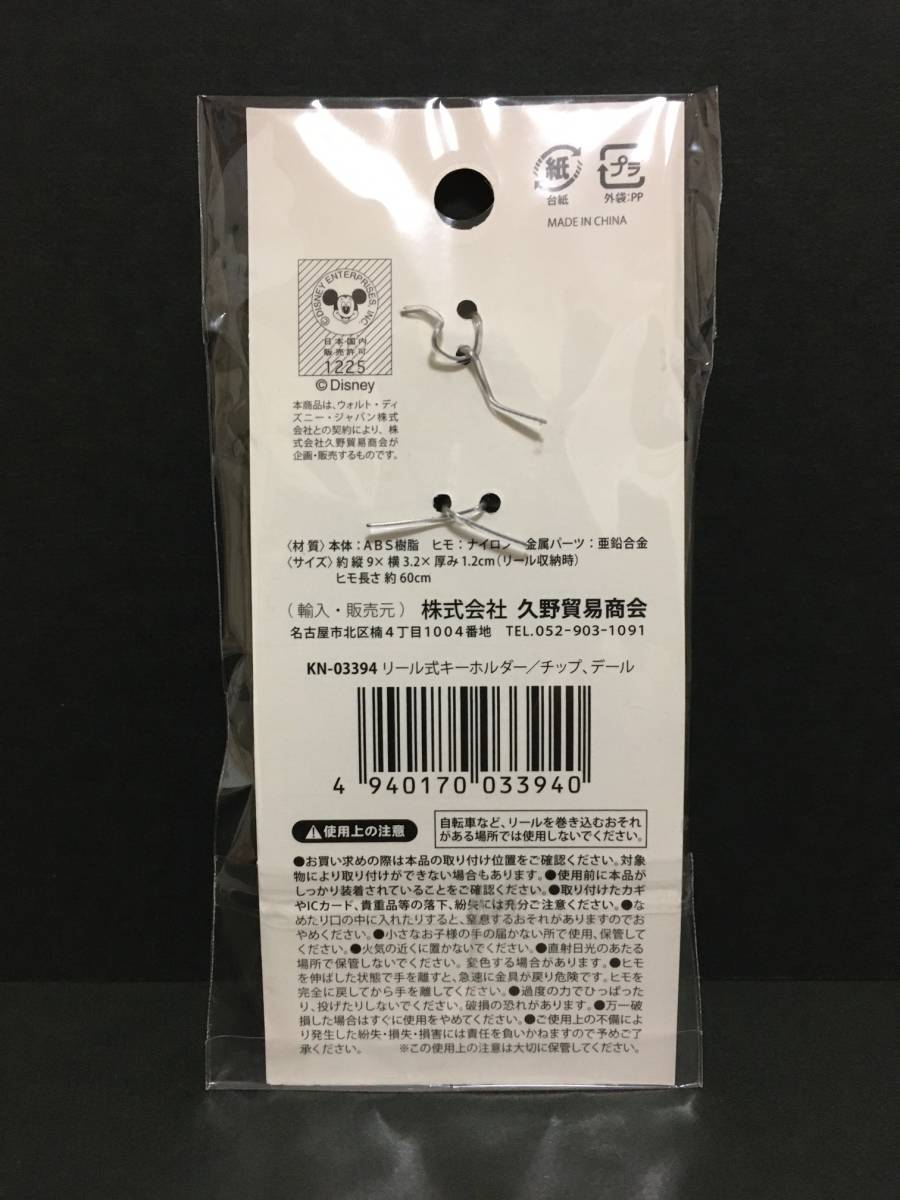 紙 プラ
台紙 外袋:PP
MADE IN CHINA
©DISNEY ENTERPRISES, INC.
日本国内
販売許可
1225
©Disney
本商品は、ウォルト・ディ
ズニー・ジャパン株式
会社との契約により、株
式会社久野貿易商会が
企画・販売するものです。
〈材質〉本体:ABS樹脂 ヒモ:ナイロン 金属パーツ:亜鉛合金
〈サイズ〉約 縦 9× 横 3.2× 厚み 1.2cm(リール収納時)
ヒモ長さ 約 60cm
(輸入・販売元) 株式会社 久野貿易商会
名古屋市北区楠4丁目1004番地 TEL.052-903-1091
KN-03394 リール式キーホルダー/チップ、デール
4 940170 033940
使用上の注意
自転車など、リールを巻き込むおそれ
がある場所では使用しないでください。
●お買い求めの際は本品の取り付け位置をご確認ください。対象
物により取り付けができない場合もあります。●使用前に本品が
しっかり装着されていることをご確認ください。●取り付けたカギ
やICカード、貴重品等の落下、紛失には充分ご注意ください。●な
めたり口の中に入れたりすると、窒息するおそれがありますのでお
やめください。●小さなお子様の手の届かない所で使用、保管して
ください。●火気の近くに置かないでください。●直射日光のあたる
場所で保管しないでください。変色する場合があります。●ヒモ
を伸ばした状態で手を離すと、急速に金具が戻り危険です。ヒモを
完全に戻してから手を離してください。●過度の力でひっぱった
り、投げたりしないでください。破損の恐れがあります。●万一破
損した場合はすぐに使用をやめてください。●ご使用上の不備によ
り発生した紛失・損失・損害には責任を負いかねますので予めご了
承ください。 ※この使用上の注意は大切に保管してください。